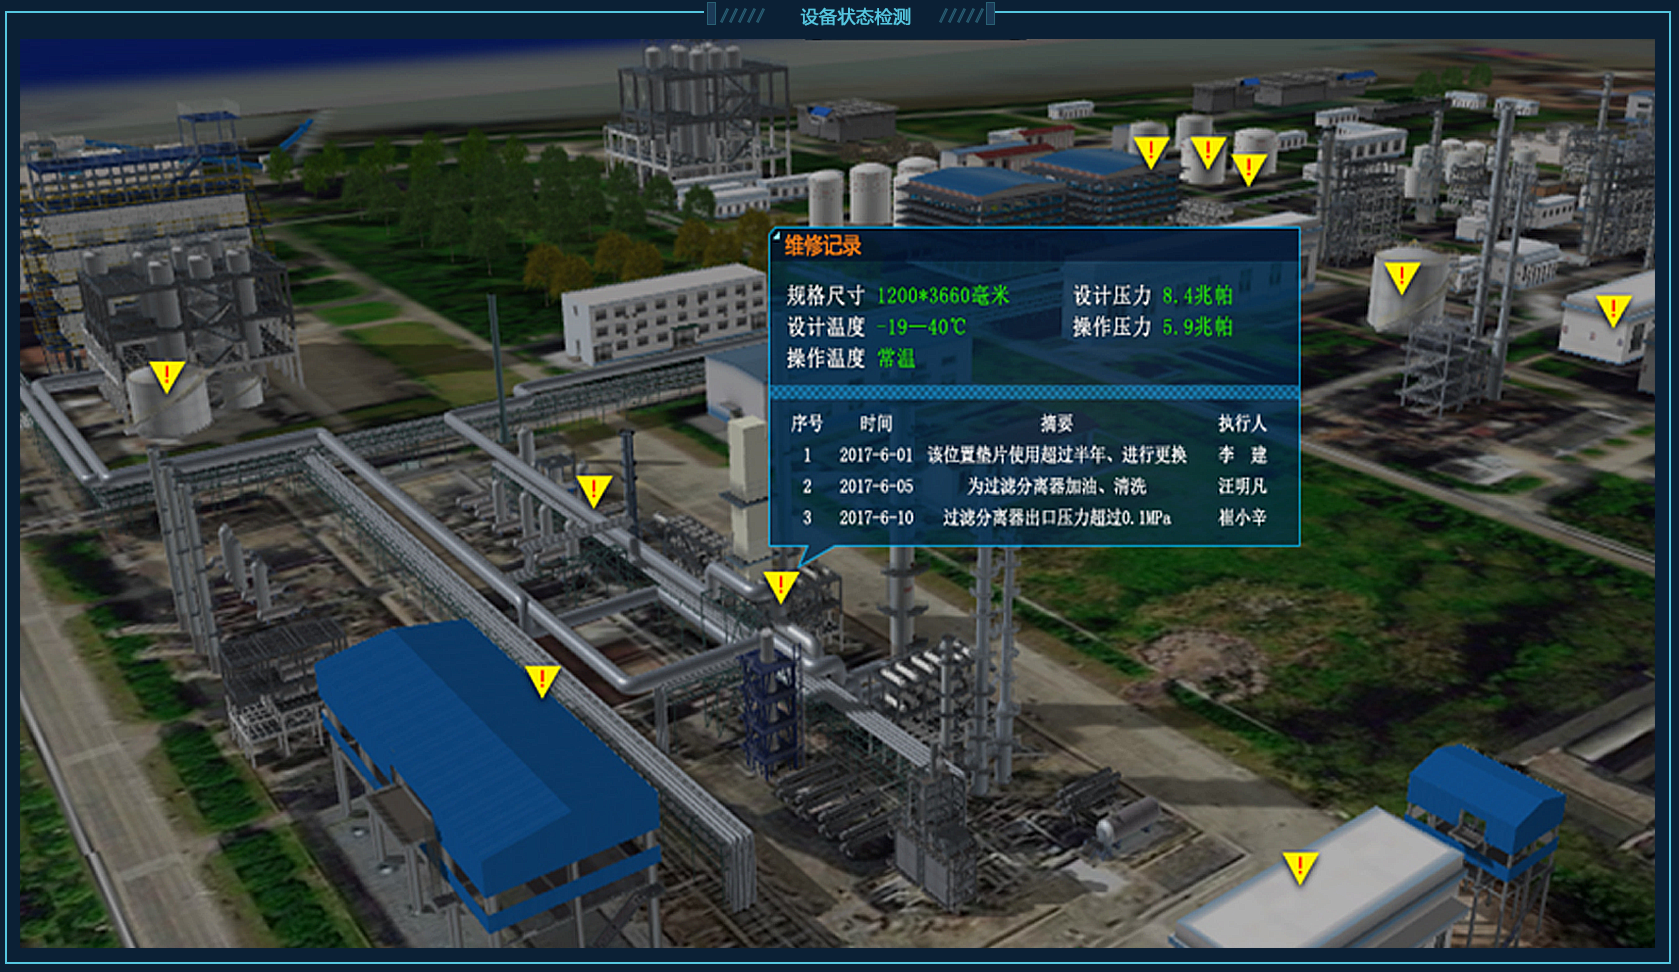 设备状态检测
维修记录
规格尺寸 1200*3660毫米 设计压力 8.4兆帕
设计温度 -19—40℃ 操作压力 5.9兆帕
操作温度 常温
序号 时间 摘要 执行人
1 2017-6-01 该位置垫片使用超过半年、进行更换 李 建
2 2017-6-05 为过滤分离器加油、清洗 汪明凡
3 2017-6-10 过滤分离器出口压力超过0.1MPa 崔小辛